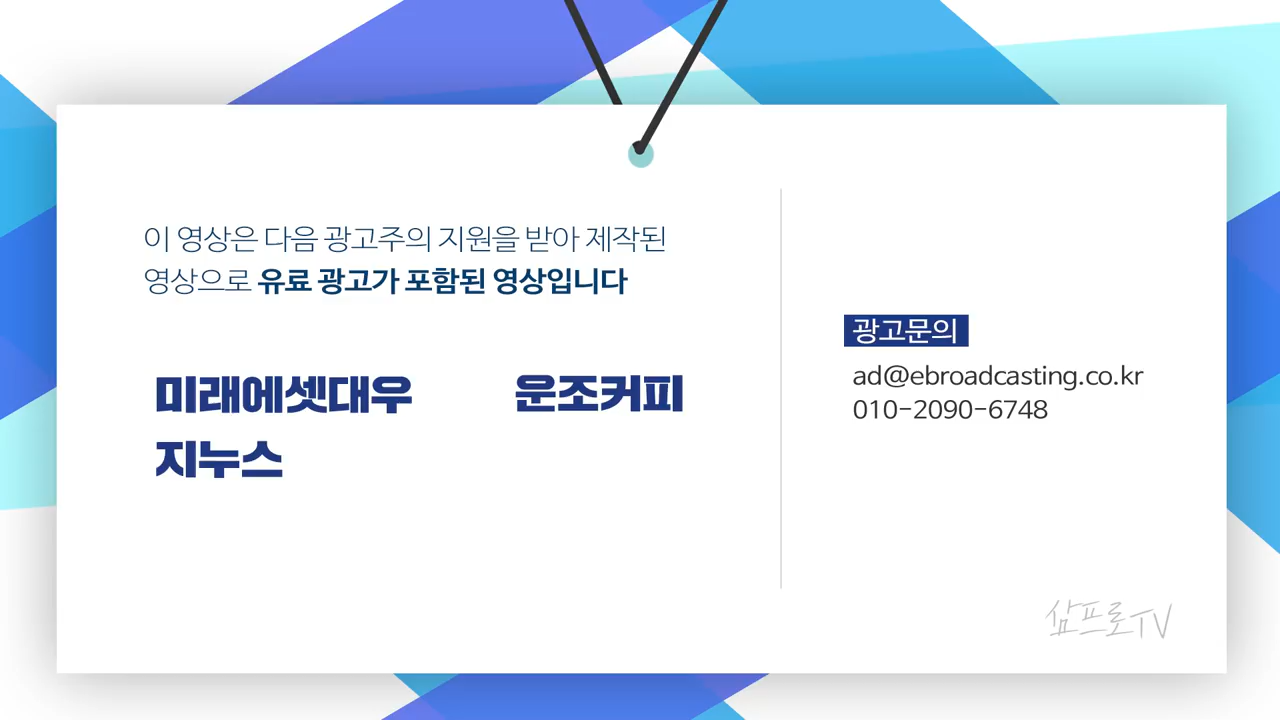 이 영상은 다음 광고주의 지원을 받아 제작된
영상으로 유료 광고가 포함된 영상입니다
미래에셋대우 운조커피
지누스
광고문의
ad@ebroadcasting.co.kr
010-2090-6748
삼프로TV